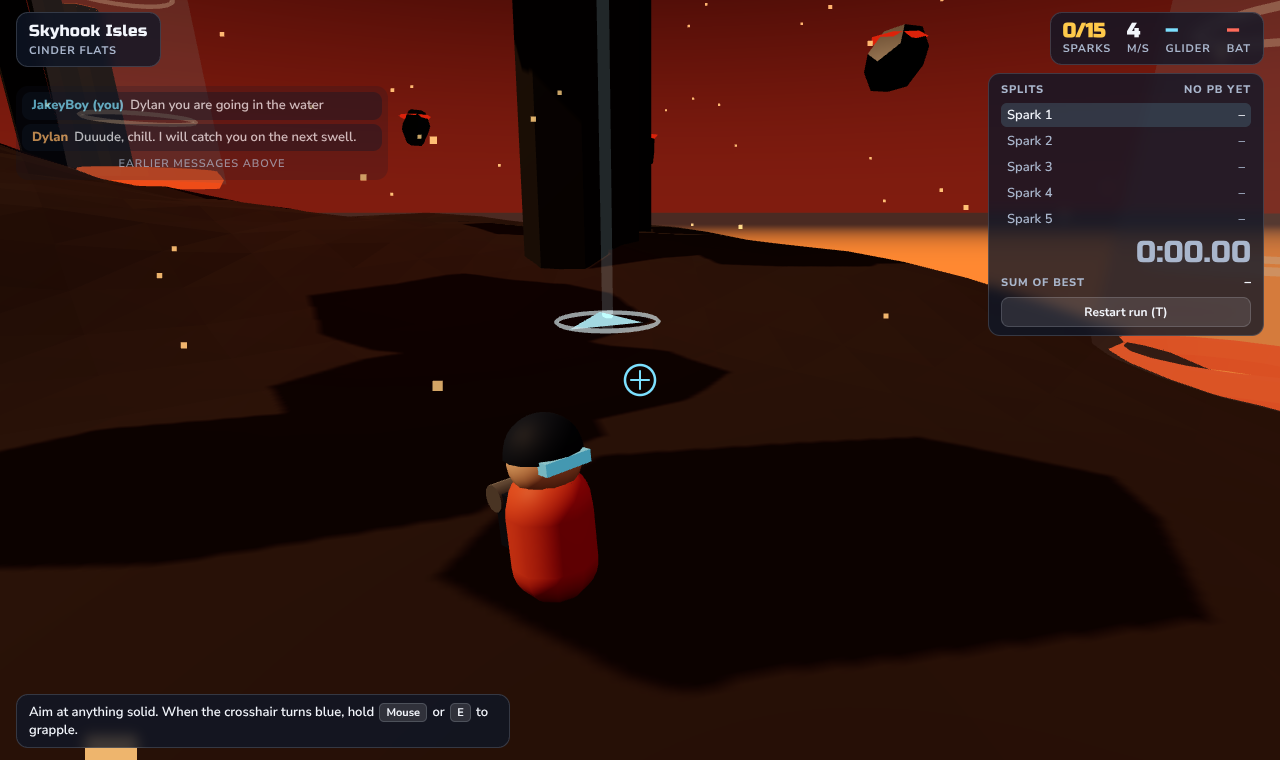 Skyhook Isles
CINDER FLATS
JakeyBoy (you) Dylan you are going in the water
Dylan Duuude, chill. I will catch you on the next swell.
EARLIER MESSAGES ABOVE
0/15 SPARKS
4 M/S
– GLIDER
– BAT
SPLITS NO PB YET
Spark 1 –
Spark 2 –
Spark 3 –
Spark 4 –
Spark 5 –
0:00.00
SUM OF BEST –
Restart run (T)
Aim at anything solid. When the crosshair turns blue, hold Mouse or E to
grapple.